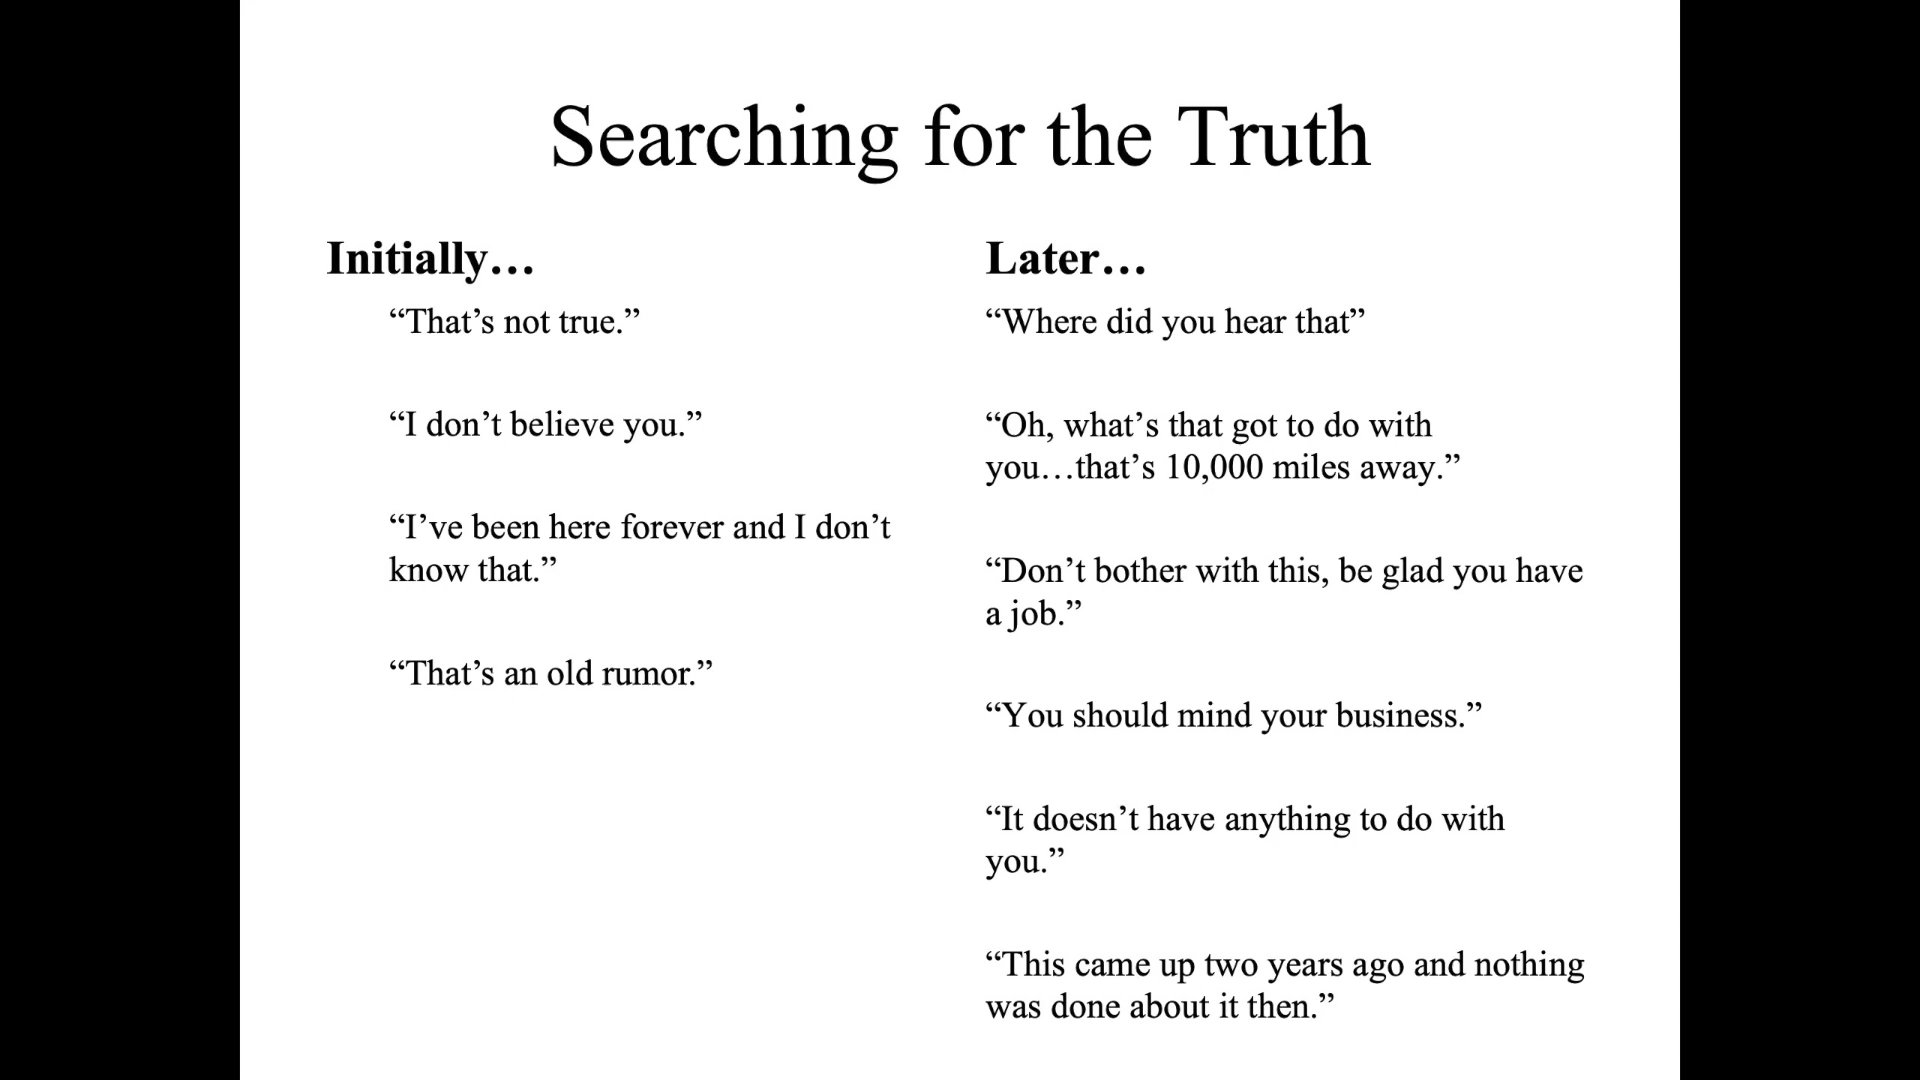 Searching for the Truth
Initially…
“That’s not true.”
“I don’t believe you.”
“I’ve been here forever and I don’t
know that.”
“That’s an old rumor.”
Later…
“Where did you hear that”
“Oh, what’s that got to do with
you…that’s 10,000 miles away.”
“Don’t bother with this, be glad you have
a job.”
“You should mind your business.”
“It doesn’t have anything to do with
you.”
“This came up two years ago and nothing
was done about it then.”